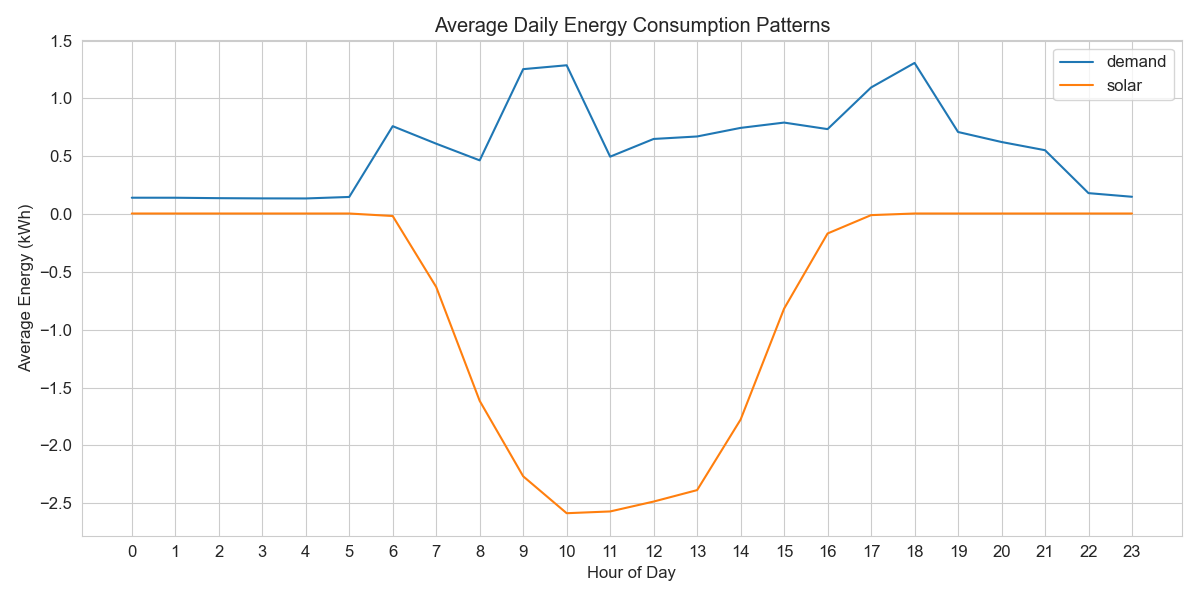 Average Daily Energy Consumption Patterns
demand
solar
Average Energy (kWh)
1.5
1.0
0.5
0.0
−0.5
−1.0
−1.5
−2.0
−2.5
0 1 2 3 4 5 6 7 8 9 10 11 12 13 14 15 16 17 18 19 20 21 22 23
Hour of Day